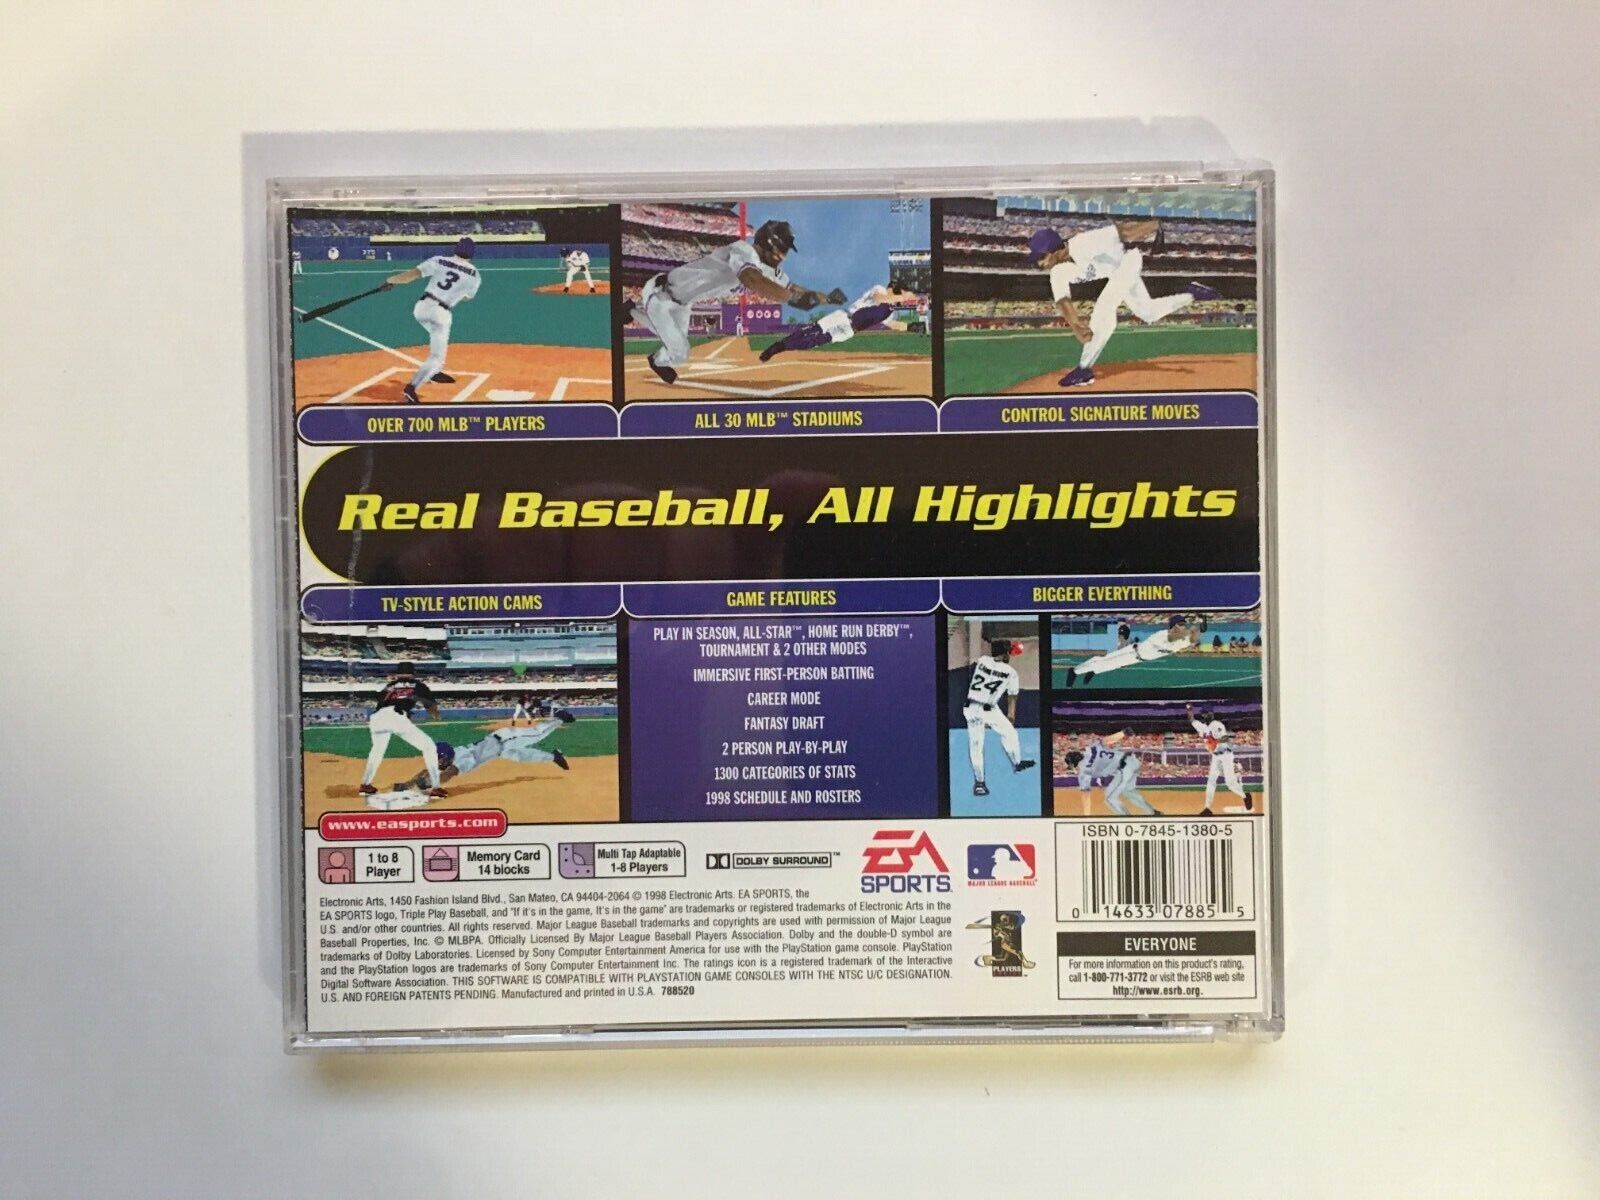 RODRIGUEZ
3
OVER 700 MLB™ PLAYERS
ALL 30 MLB™ STADIUMS
CONTROL SIGNATURE MOVES
Real Baseball, All Highlights
TV-STYLE ACTION CAMS
GAME FEATURES
BIGGER EVERYTHING
PLAY IN SEASON, ALL-STAR™, HOME RUN DERBY™,
TOURNAMENT & 2 OTHER MODES
IMMERSIVE FIRST-PERSON BATTING
CAREER MODE
FANTASY DRAFT
2 PERSON PLAY-BY-PLAY
1300 CATEGORIES OF STATS
1998 SCHEDULE AND ROSTERS
24
3
www.easports.com
1 to 8
Player
Memory Card
14 blocks
Multi Tap Adaptable
1-8 Players
DOLBY SURROUND™
EA
SPORTS
MAJOR LEAGUE BASEBALL
PLAYERS
ISBN 0-7845-1380-5
0 14633 07885 5
EVERYONE
For more information on this product's rating,
call 1-800-771-3772 or visit the ESRB web site
http://www.esrb.org.
Electronic Arts, 1450 Fashion Island Blvd., San Mateo, CA 94404-2064 © 1998 Electronic Arts. EA SPORTS, the
EA SPORTS logo, Triple Play Baseball, and "If it's in the game, It's in the game" are trademarks or registered trademarks of Electronic Arts in the
U.S. and/or other countries. All rights reserved. Major League Baseball trademarks and copyrights are used with permission of Major League
Baseball Properties, Inc. © MLBPA. Officially Licensed By Major League Baseball Players Association. Dolby and the double-D symbol are
trademarks of Dolby Laboratories. Licensed by Sony Computer Entertainment America for use with the PlayStation game console. PlayStation
and the PlayStation logos are trademarks of Sony Computer Entertainment Inc. The ratings icon is a registered trademark of the Interactive
Digital Software Association. THIS SOFTWARE IS COMPATIBLE WITH PLAYSTATION GAME CONSOLES WITH THE NTSC U/C DESIGNATION.
U.S. AND FOREIGN PATENTS PENDING. Manufactured and printed in U.S.A. 788520